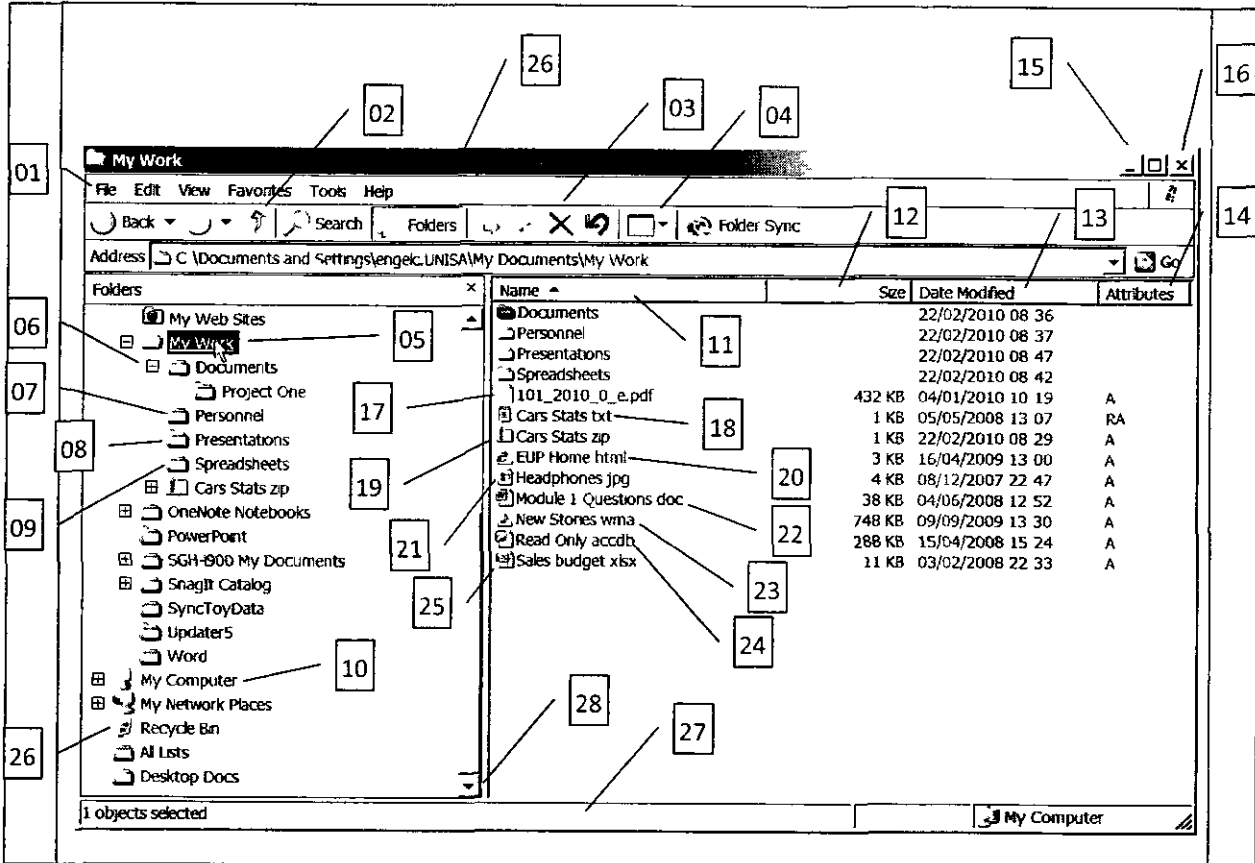 26
15
16
02
03
04
01
My Work
File Edit View Favorites Tools Help
12
13
14
Back Search Folders Folder Sync
Address C \Documents and Settings\engelc.UNISA\My Documents\My Work Go
Folders × Name Size Date Modified Attributes
My Web Sites
My Work
Documents
Project One
Personnel
Presentations
Spreadsheets
Cars Stats zip
OneNote Notebooks
PowerPoint
SGH-i900 My Documents
SnagIt Catalog
SyncToyData
Updater5
Word
My Computer
My Network Places
Recycle Bin
All Lists
Desktop Docs
06
05
07
08
09
10
26
17
19
21
25
28
27
11
18
20
22
23
24
Documents 22/02/2010 08 36
Personnel 22/02/2010 08 37
Presentations 22/02/2010 08 47
Spreadsheets 22/02/2010 08 42
101_2010_0_e.pdf 432 KB 04/01/2010 10 19 A
Cars Stats txt 1 KB 05/05/2008 13 07 RA
Cars Stats zip 1 KB 22/02/2010 08 29 A
EUP Home html 3 KB 16/04/2009 13 00 A
Headphones jpg 4 KB 08/12/2007 22 47 A
Module 1 Questions doc 38 KB 04/06/2008 12 52 A
New Stories wma 748 KB 09/09/2009 13 30 A
Read Only accdb 288 KB 15/04/2008 15 24 A
Sales budget xlsx 11 KB 03/02/2008 22 33 A
1 objects selected My Computer